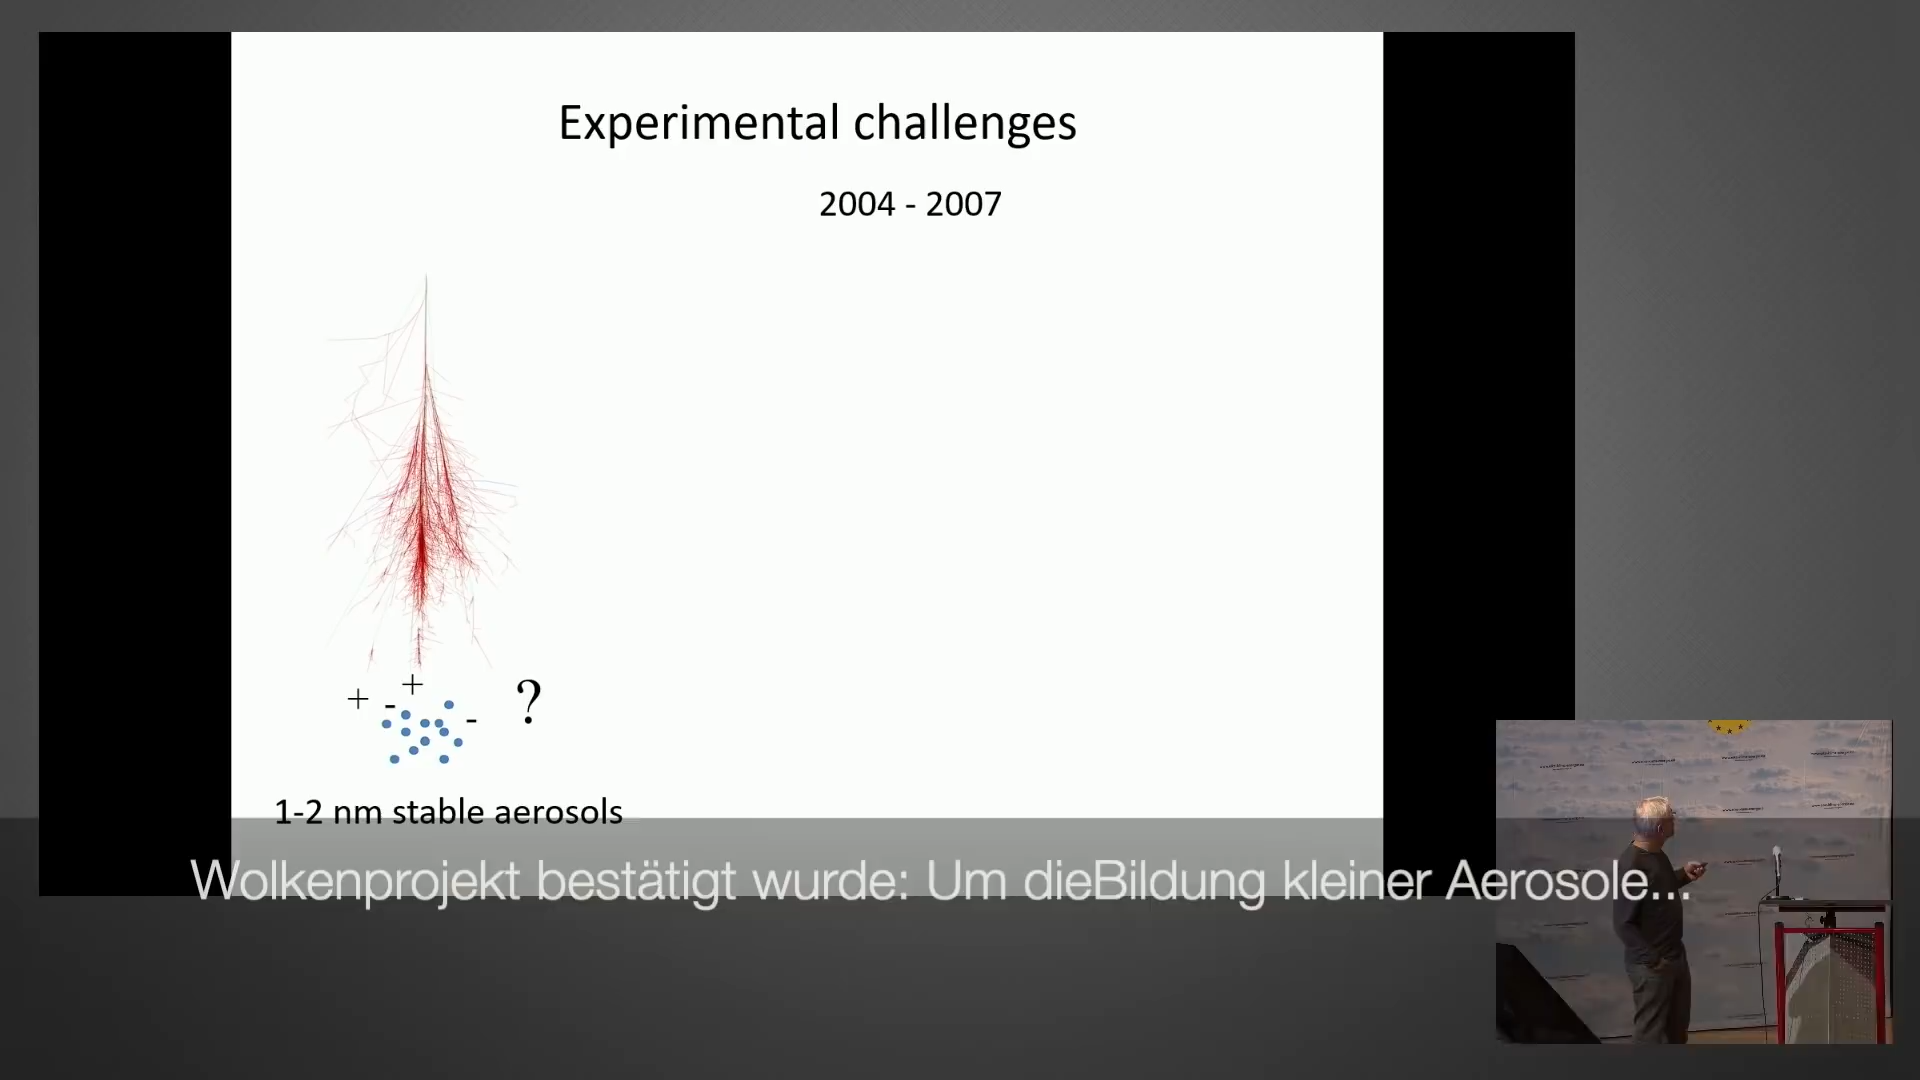 Experimental challenges
2004 - 2007
+ - +
-
?
1-2 nm stable aerosols
Wolkenprojekt bestätigt wurde: Um dieBildung kleiner Aerosole...